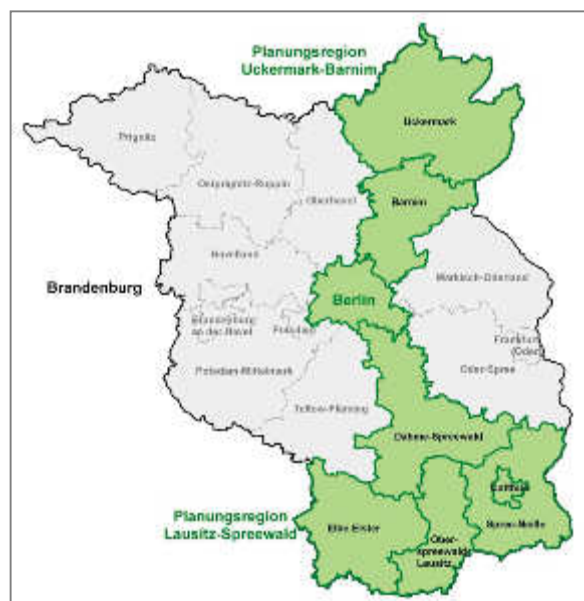 Planungsregion
Uckermark-Barnim
Uckermark
Prignitz
Ostprignitz-Ruppin
Oberhavel
Barnim
Havelland
Märkisch-Oderland
Brandenburg
Berlin
Brandenburg
an der Havel
Potsdam
Frankfurt
(Oder)
Potsdam-Mittelmark
Oder-Spree
Teltow-Fläming
Dahme-Spreewald
Cottbus
Planungsregion
Lausitz-Spreewald
Elbe-Elster
Spree-Neiße
Ober-
spreewald-
Lausitz